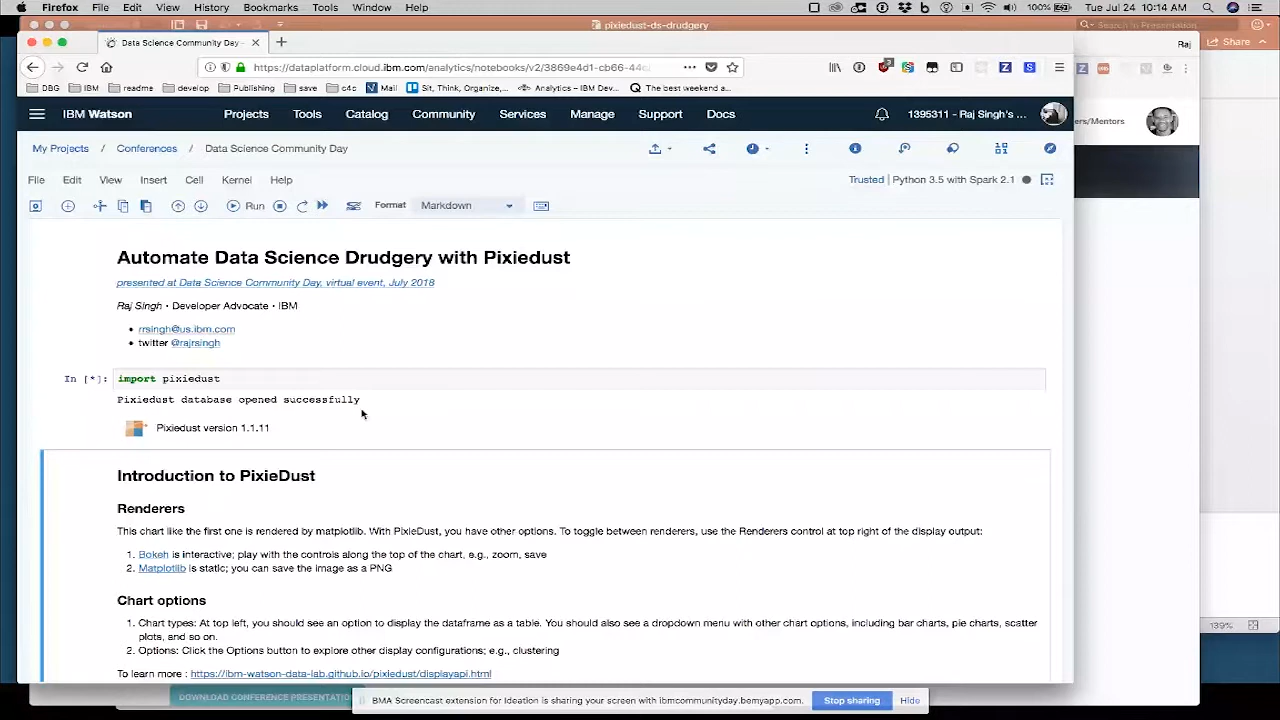 Firefox File Edit View History Bookmarks Tools Window Help
100% Tue Jul 24 10:14 AM
pixiedust-ds-drudgery
Search in Presentation
Share
Data Science Community Day -
Raj
https://dataplatform.cloud.ibm.com/analytics/notebooks/v2/3869e4d1-cb66-44c
DBG IBM readme develop Publishing save c4c Mail Sit, Think, Organize,... Analytics – IBM Dev... The best weekend a...
IBM Watson Projects Tools Catalog Community Services Manage Support Docs 1395311 - Raj Singh's ...
ers/Mentors
My Projects / Conferences / Data Science Community Day
File Edit View Insert Cell Kernel Help
Trusted | Python 3.5 with Spark 2.1
Run Format Markdown
Automate Data Science Drudgery with Pixiedust
presented at Data Science Community Day, virtual event, July 2018
Raj Singh • Developer Advocate • IBM
• rrsingh@us.ibm.com
• twitter @rajrsingh
In [*]: import pixiedust
Pixiedust database opened successfully
Pixiedust version 1.1.11
Introduction to PixieDust
Renderers
This chart like the first one is rendered by matplotlib. With PixieDust, you have other options. To toggle between renderers, use the Renderers control at top right of the display output:
1. Bokeh is interactive; play with the controls along the top of the chart, e.g., zoom, save
2. Matplotlib is static; you can save the image as a PNG
Chart options
1. Chart types: At top left, you should see an option to display the dataframe as a table. You should also see a dropdown menu with other chart options, including bar charts, pie charts, scatter
plots, and so on.
2. Options: Click the Options button to explore other display configurations; e.g., clustering
To learn more : https://ibm-watson-data-lab.github.io/pixiedust/displayapi.html
139%
DOWNLOAD CONFERENCE PRESENTATIO
BMA Screencast extension for Ideation is sharing your screen with ibmcommunityday.bemyapp.com.
Stop sharing
Hide